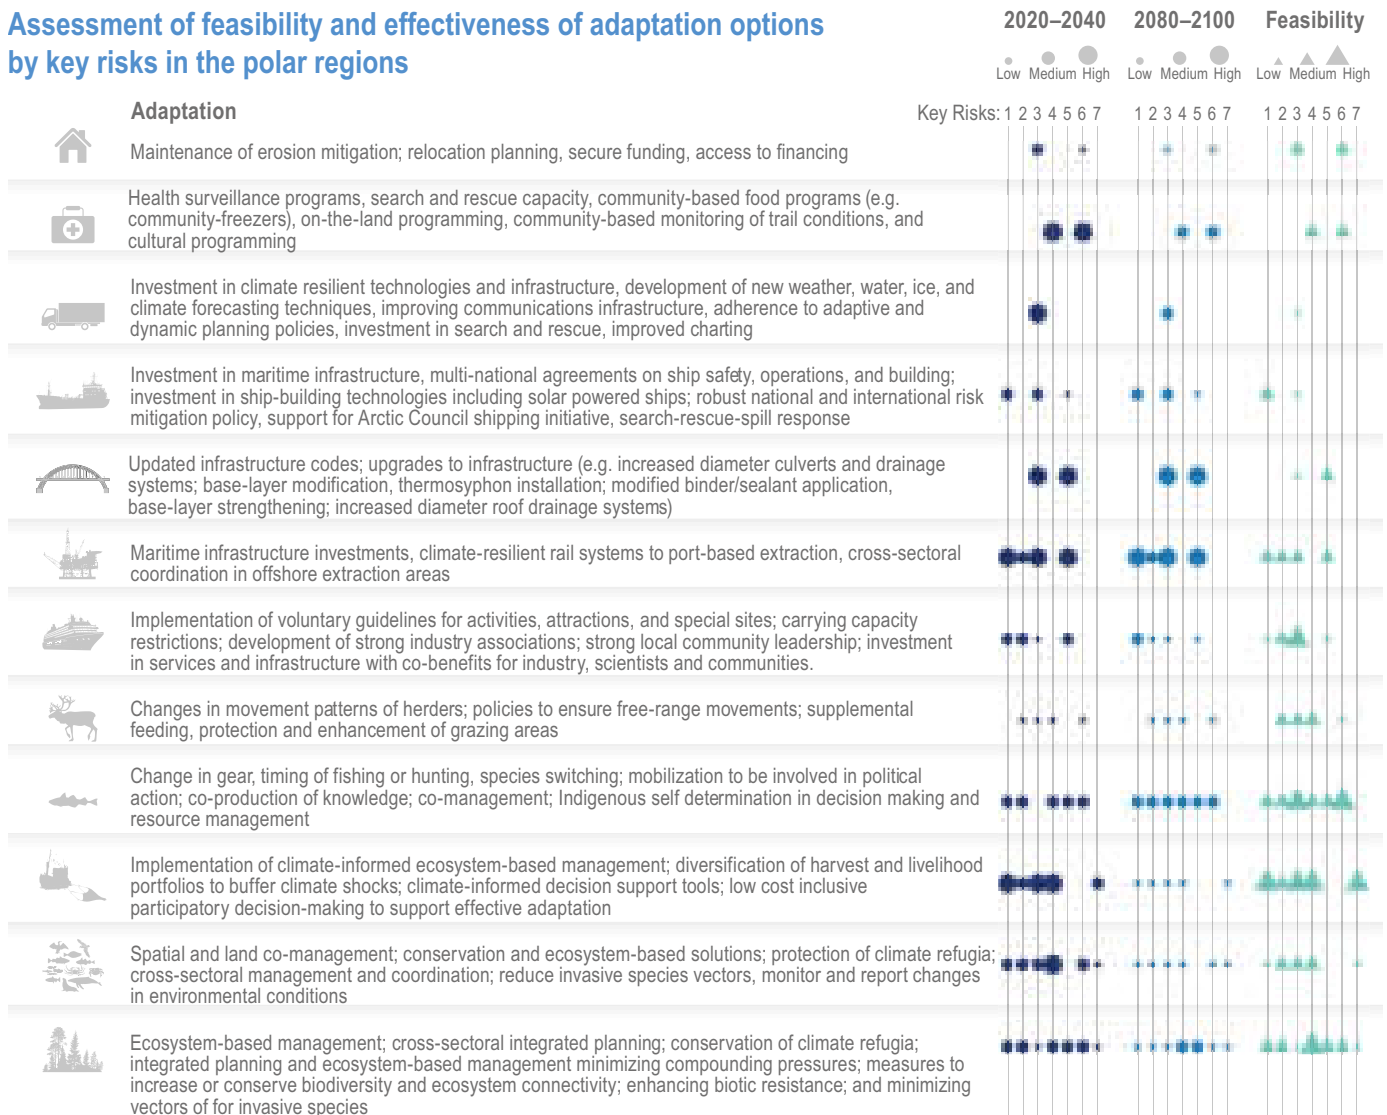 Assessment of feasibility and effectiveness of adaptation options
by key risks in the polar regions
2020–2040 2080–2100 Feasibility
Low Medium High Low Medium High Low Medium High
Adaptation
Key Risks: 1 2 3 4 5 6 7 1 2 3 4 5 6 7 1 2 3 4 5 6 7
Maintenance of erosion mitigation; relocation planning, secure funding, access to financing
Health surveillance programs, search and rescue capacity, community-based food programs (e.g.
community-freezers), on-the-land programming, community-based monitoring of trail conditions, and
cultural programming
Investment in climate resilient technologies and infrastructure, development of new weather, water, ice, and
climate forecasting techniques, improving communications infrastructure, adherence to adaptive and
dynamic planning policies, investment in search and rescue, improved charting
Investment in maritime infrastructure, multi-national agreements on ship safety, operations, and building;
investment in ship-building technologies including solar powered ships; robust national and international risk
mitigation policy, support for Arctic Council shipping initiative, search-rescue-spill response
Updated infrastructure codes; upgrades to infrastructure (e.g. increased diameter culverts and drainage
systems; base-layer modification, thermosyphon installation; modified binder/sealant application,
base-layer strengthening; increased diameter roof drainage systems)
Maritime infrastructure investments, climate-resilient rail systems to port-based extraction, cross-sectoral
coordination in offshore extraction areas
Implementation of voluntary guidelines for activities, attractions, and special sites; carrying capacity
restrictions; development of strong industry associations; strong local community leadership; investment
in services and infrastructure with co-benefits for industry, scientists and communities.
Changes in movement patterns of herders; policies to ensure free-range movements; supplemental
feeding, protection and enhancement of grazing areas
Change in gear, timing of fishing or hunting, species switching; mobilization to be involved in political
action; co-production of knowledge; co-management; Indigenous self determination in decision making and
resource management
Implementation of climate-informed ecosystem-based management; diversification of harvest and livelihood
portfolios to buffer climate shocks; climate-informed decision support tools; low cost inclusive
participatory decision-making to support effective adaptation
Spatial and land co-management; conservation and ecosystem-based solutions; protection of climate refugia;
cross-sectoral management and coordination; reduce invasive species vectors, monitor and report changes
in environmental conditions
Ecosystem-based management; cross-sectoral integrated planning; conservation of climate refugia;
integrated planning and ecosystem-based management minimizing compounding pressures; measures to
increase or conserve biodiversity and ecosystem connectivity; enhancing biotic resistance; and minimizing
vectors of for invasive species